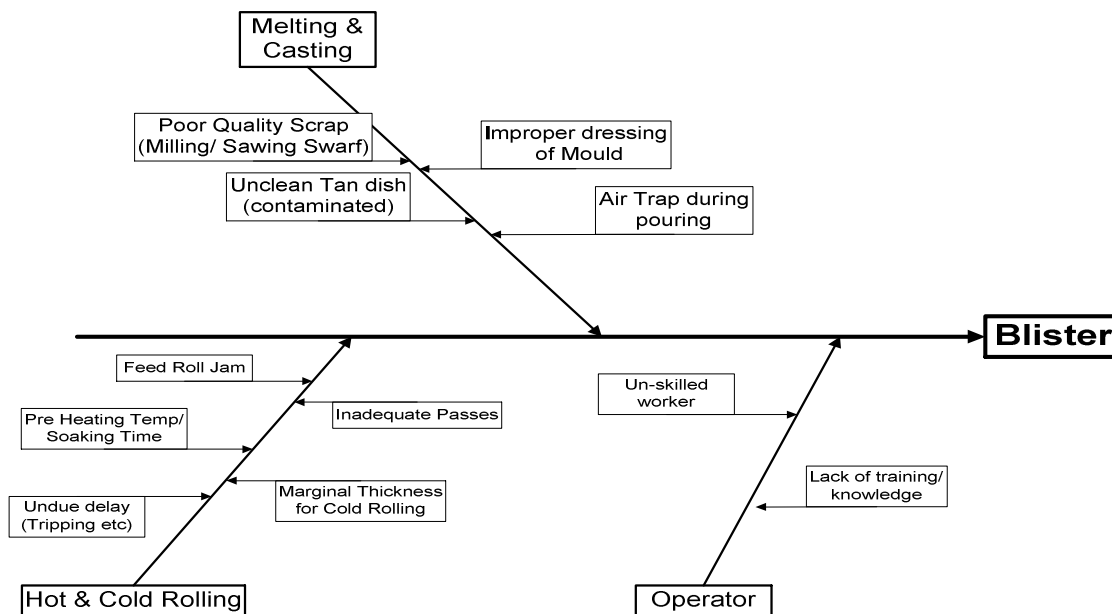 Melting &
Casting
Poor Quality Scrap
(Milling/ Sawing Swarf)
Improper dressing
of Mould
Unclean Tan dish
(contaminated)
Air Trap during
pouring
Blister
Feed Roll Jam
Inadequate Passes
Pre Heating Temp/
Soaking Time
Marginal Thickness
for Cold Rolling
Undue delay
(Tripping etc)
Hot & Cold Rolling
Un-skilled
worker
Lack of training/
knowledge
Operator